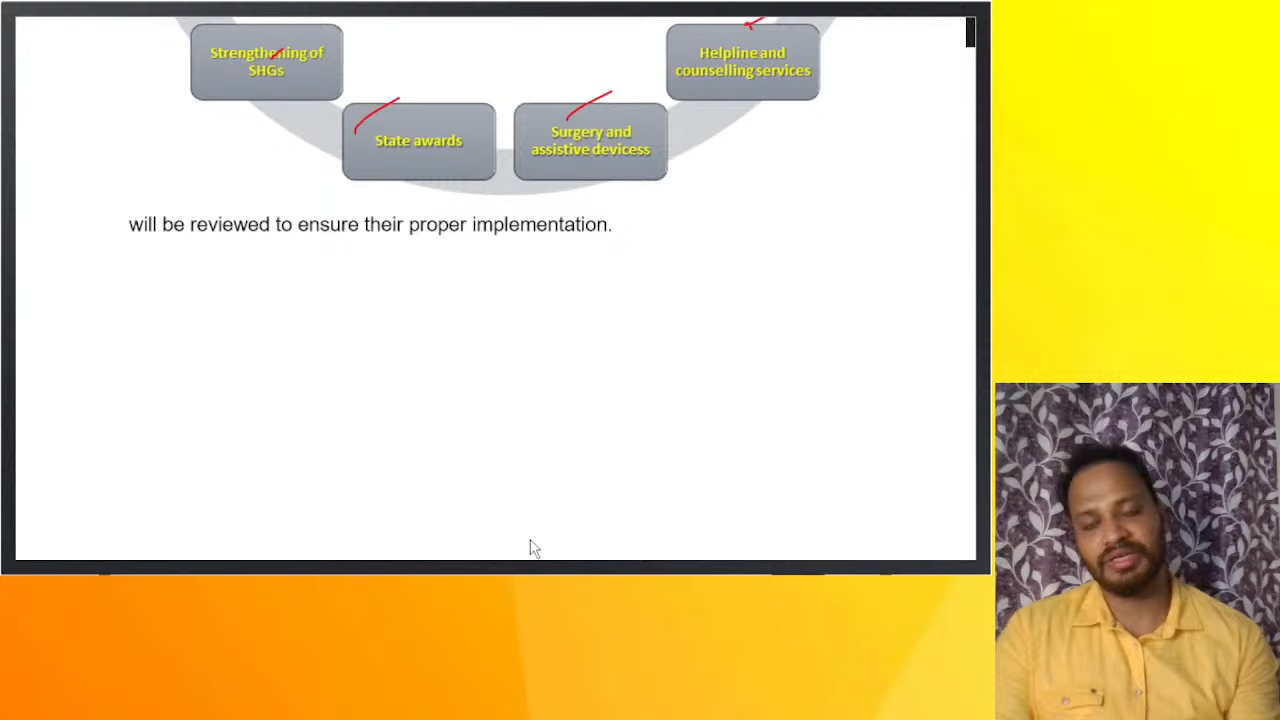 Strengthening of
SHGs
State awards
Surgery and
assistive devicess
Helpline and
counselling services
will be reviewed to ensure their proper implementation.